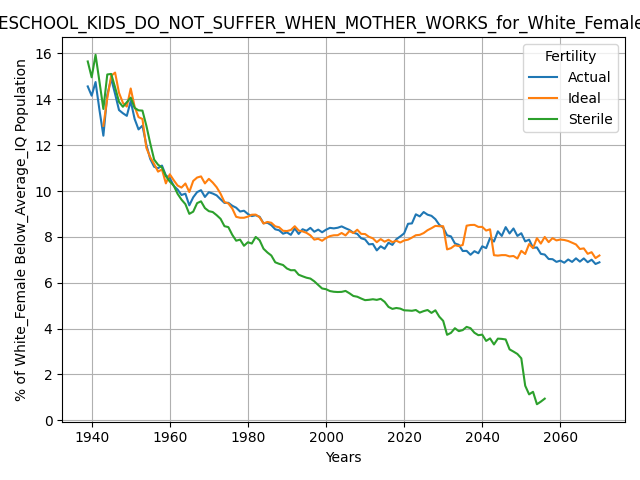 ESCHOOL_KIDS_DO_NOT_SUFFER_WHEN_MOTHER_WORKS_for_White_Female
% of White_Female Below_Average_IQ Population
16
14
12
10
8
6
4
2
0
Fertility
Actual
Ideal
Sterile
1940
1960
1980
2000
2020
2040
2060
Years